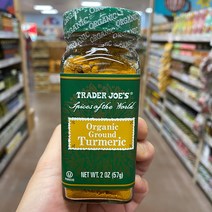 TRADER JOE'S
Spices of the World
Organic
Ground
Turmeric
NET WT. 2 OZ (57g)